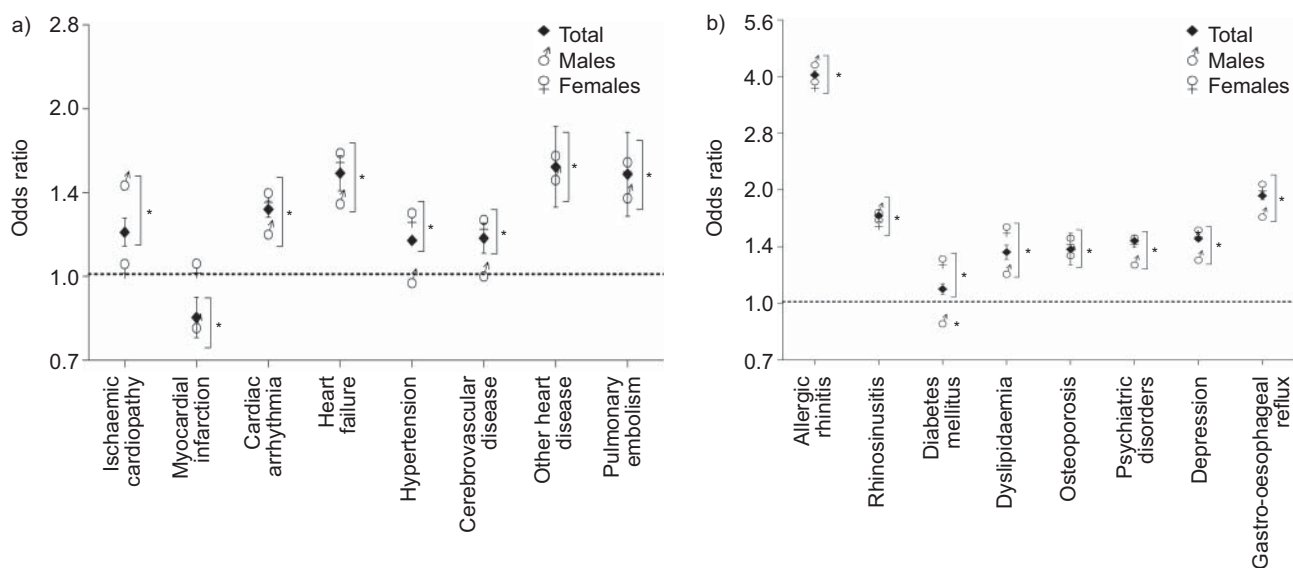 a)
Odds ratio
2.8
2.0
1.4
1.0
0.7
Total
Males
Females
*
*
*
*
*
*
*
*
Ischaemic
cardiopathy
Myocardial
infarction
Cardiac
arrhythmia
Heart
failure
Hypertension
Cerebrovascular
disease
Other heart
disease
Pulmonary
embolism
b)
Odds ratio
5.6
4.0
2.8
2.0
1.4
1.0
0.7
Total
Males
Females
*
*
*
*
*
*
*
*
*
Allergic
rhinitis
Rhinosinusitis
Diabetes
mellitus
Dyslipidaemia
Osteoporosis
Psychiatric
disorders
Depression
Gastro-oesophageal
reflux